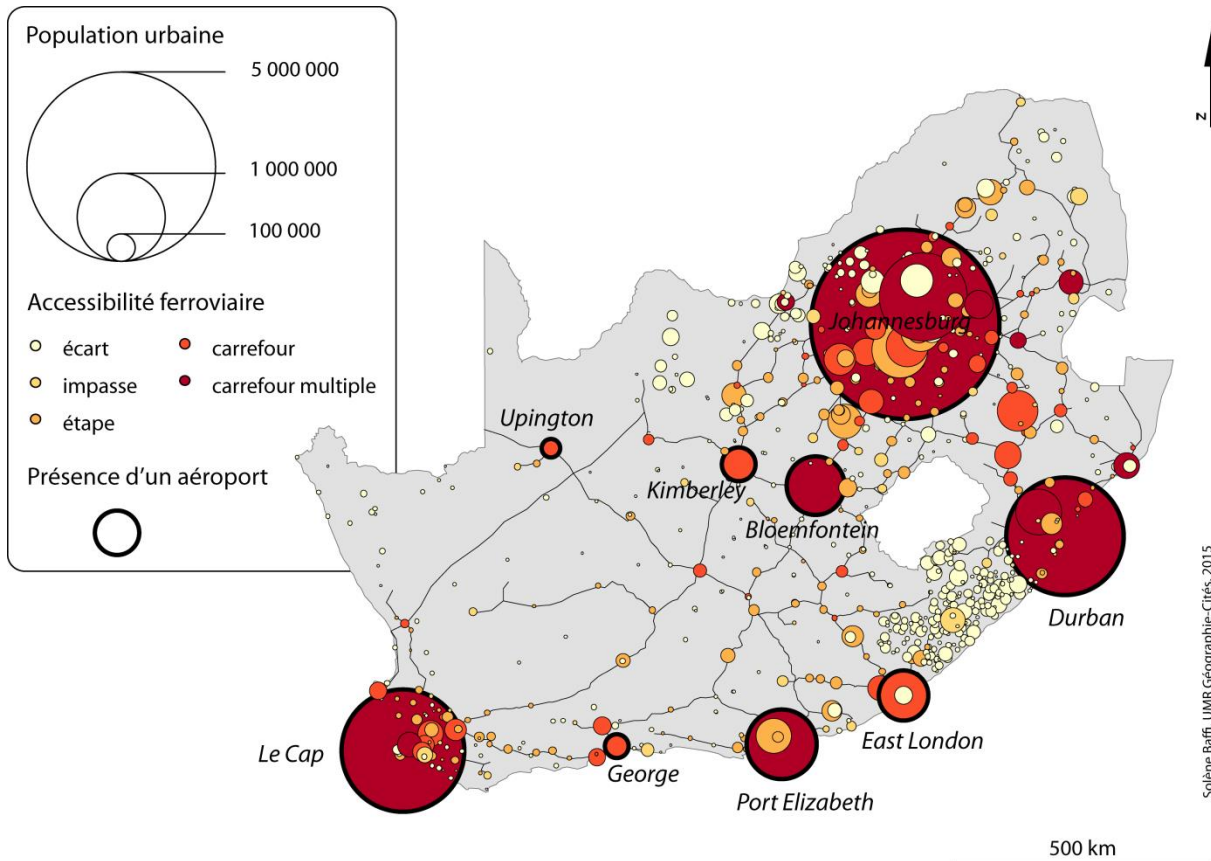 Population urbaine
5 000 000
1 000 000
100 000
Accessibilité ferroviaire
écart
carrefour
impasse
carrefour multiple
étape
Présence d'un aéroport
N
Johannesburg
Upington
Kimberley
Bloemfontein
Durban
East London
Le Cap
George
Port Elizabeth
500 km
Solène Baffi, UMR Géographie-Cités, 2015